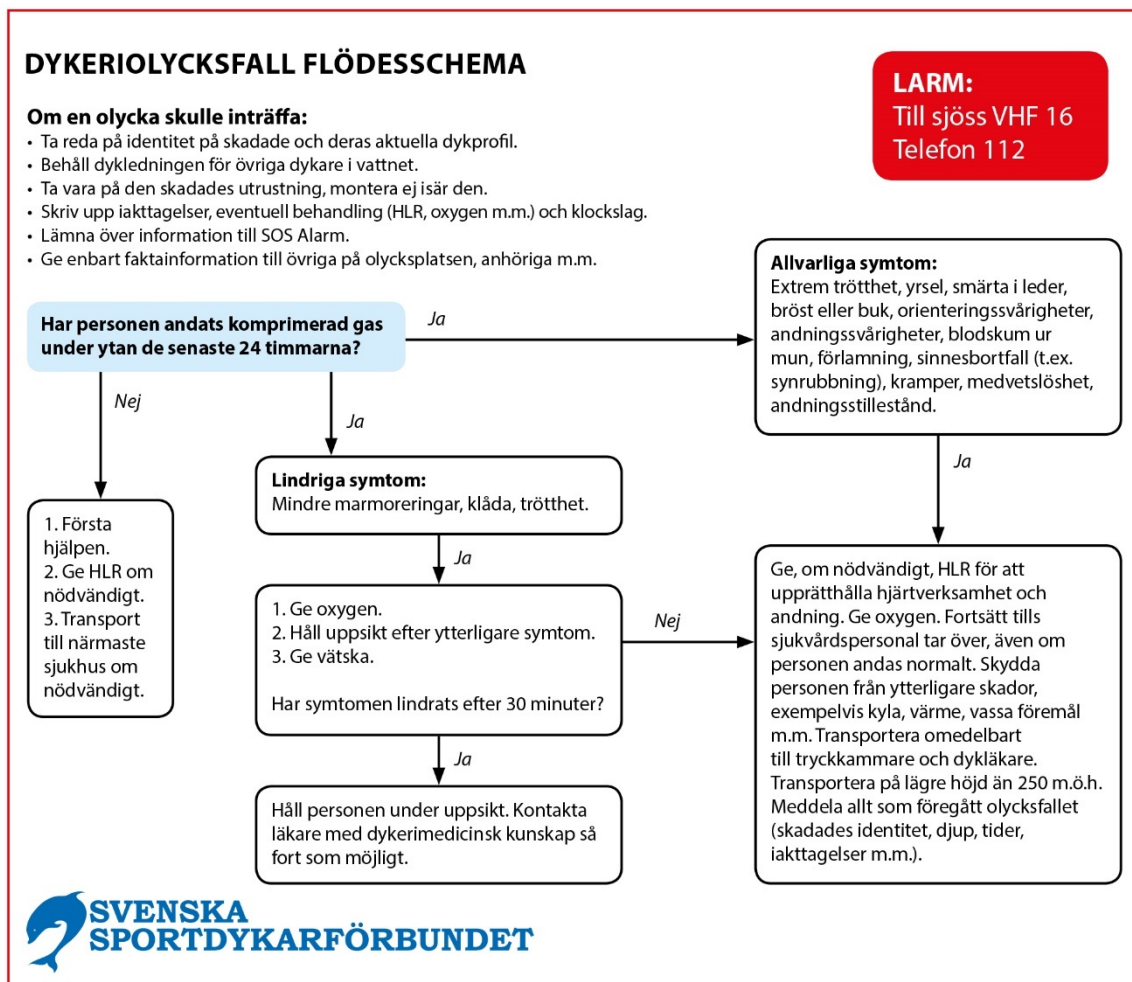 DYKERIOLYCKSFALL FLÖDESSCHEMA
LARM:
Till sjöss VHF 16
Telefon 112
Om en olycka skulle inträffa:
• Ta reda på identitet på skadade och deras aktuella dykprofil.
• Behåll dykledningen för övriga dykare i vattnet.
• Ta vara på den skadades utrustning, montera ej isär den.
• Skriv upp iakttagelser, eventuell behandling (HLR, oxygen m.m.) och klockslag.
• Lämna över information till SOS Alarm.
• Ge enbart faktainformation till övriga på olycksplatsen, anhöriga m.m.
Har personen andats komprimerad gas
under ytan de senaste 24 timmarna?
Ja
Allvarliga symtom:
Extrem trötthet, yrsel, smärta i leder,
bröst eller buk, orienteringssvårigheter,
andningssvårigheter, blodskum ur
mun, förlamning, sinnesbortfall (t.ex.
synrubbning), kramper, medvetslöshet,
andningsstillestånd.
Nej
Ja
Ja
Lindriga symtom:
Mindre marmoreringar, klåda, trötthet.
1. Första
hjälpen.
2. Ge HLR om
nödvändigt.
3. Transport
till närmaste
sjukhus om
nödvändigt.
Ja
1. Ge oxygen.
2. Håll uppsikt efter ytterligare symtom.
3. Ge vätska.
Har symtomen lindrats efter 30 minuter?
Nej
Ge, om nödvändigt, HLR för att
upprätthålla hjärtverksamhet och
andning. Ge oxygen. Fortsätt tills
sjukvårdspersonal tar över, även om
personen andas normalt. Skydda
personen från ytterligare skador,
exempelvis kyla, värme, vassa föremål
m.m. Transportera omedelbart
till tryckkammare och dykläkare.
Transportera på lägre höjd än 250 m.ö.h.
Meddela allt som föregått olycksfallet
(skadades identitet, djup, tider,
iakttagelser m.m.).
Ja
Håll personen under uppsikt. Kontakta
läkare med dykerimedicinsk kunskap så
fort som möjligt.
SVENSKA
SPORTDYKARFÖRBUNDET